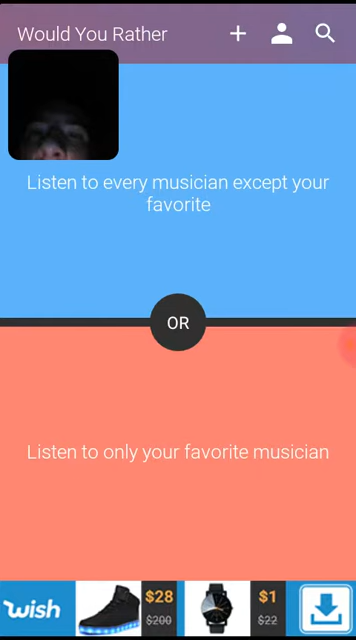 Would You Rather
Listen to every musician except your
favorite
OR
Listen to only your favorite musician
wish
$28
$200
$1
$22